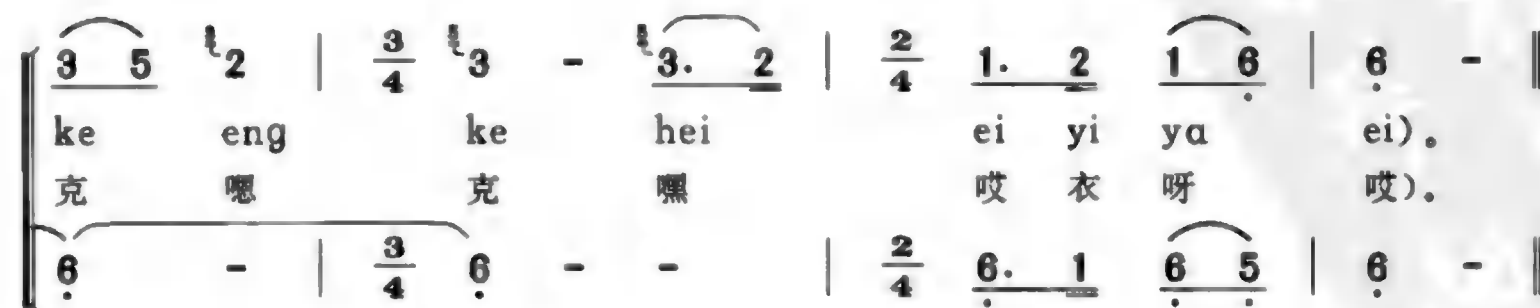 3 5 2 | 3/4 3 - 3. 2 | 2/4 1. 2 1 6̣ | 6̣ - ‖
ke eng ke hei ei yi ya ei)。
克 嗯 克 嘿 哎 衣 呀 哎)。
6̣ - | 3/4 6̣ - - | 2/4 6̣. 1 6̣ 5̣ | 6̣ - ‖